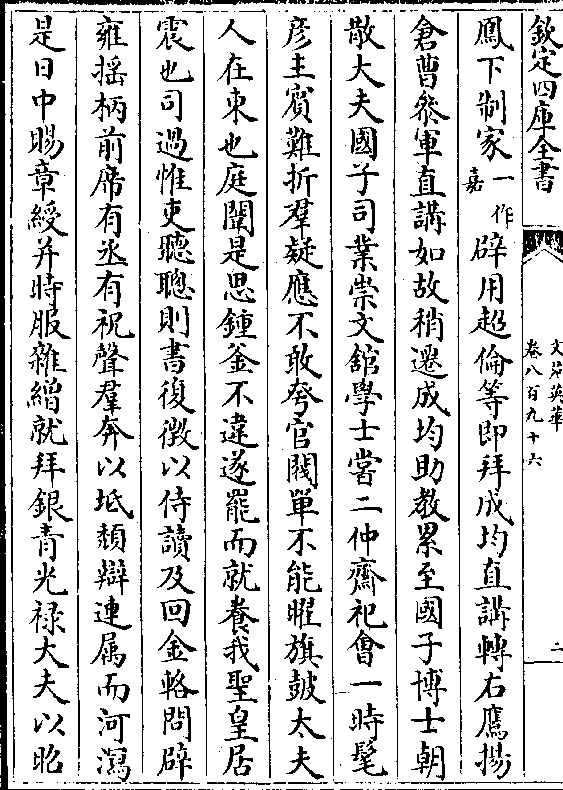 欽定四庫全書
文苑英華
卷八百九十六
二
鳳下制家一作嘉辟用超倫等即拜成均直講轉右鷹揚
倉曹叅軍直講如故稍遷成均助教累至國子博士朝
散大夫國子司業崇文舘學士當二仲齋祀會一時髦
彦主賓難折羣疑應不敢夸官閥單不能曜旗鼓太夫
人在東也庭闈是思鍾釜不違遂罷而就養我聖皇居
震也司過惟吏聽聰則書復徵以侍讀及回金輅問辟
雍揺柄前席有丞有祝聲羣奔以坻頽辯連屬而河瀉
是日中賜章綬并時服雜繒就拜銀青光禄大夫以昭